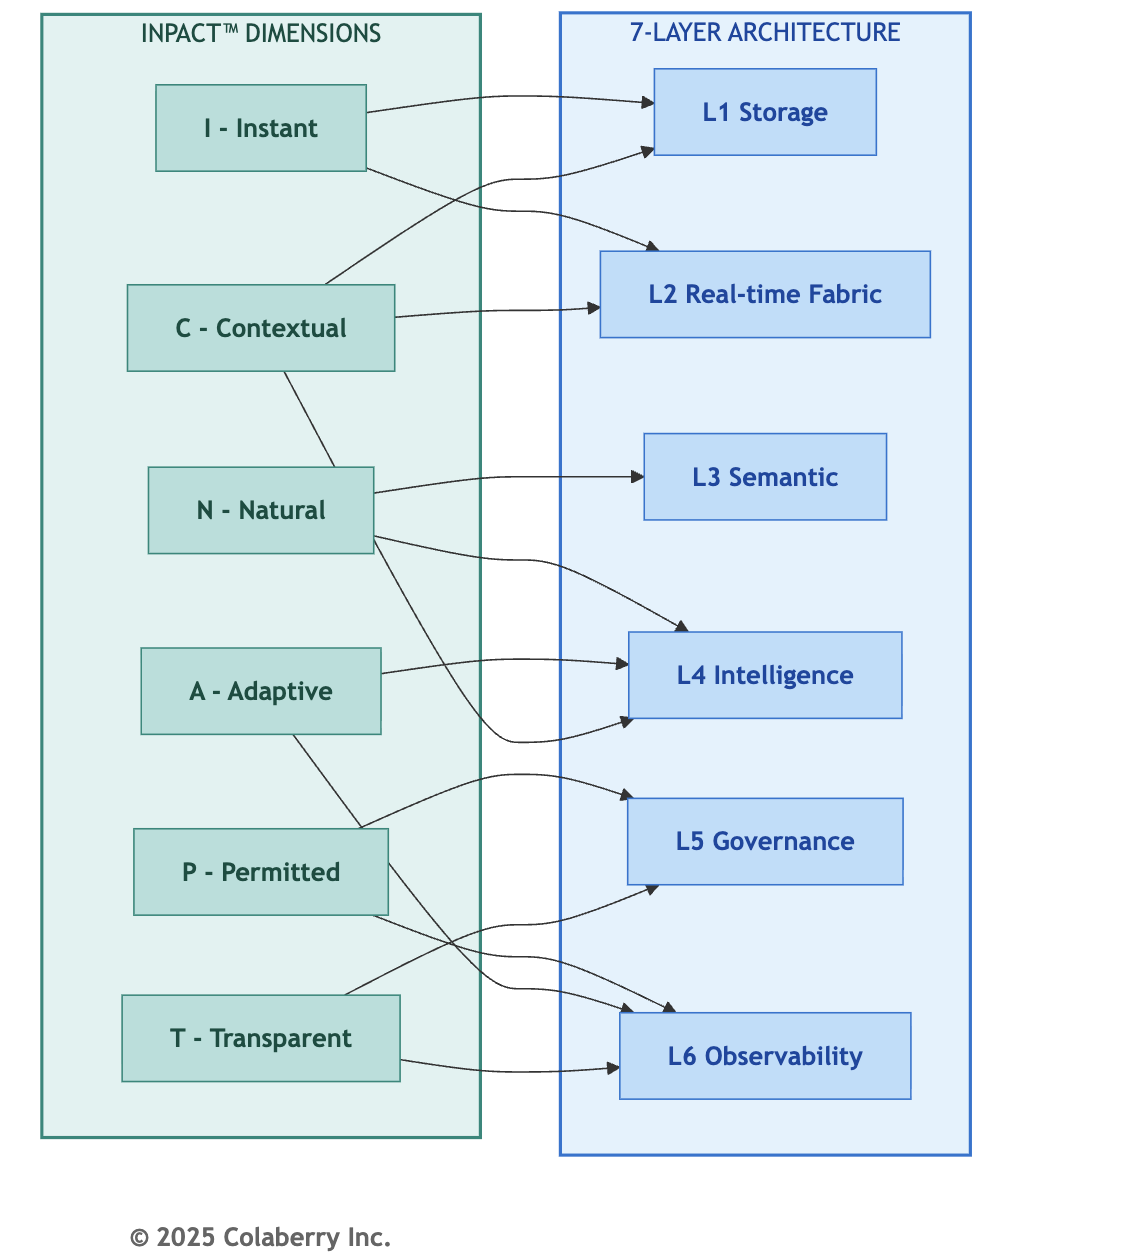 INPACT™ DIMENSIONS
I - Instant
C - Contextual
N - Natural
A - Adaptive
P - Permitted
T - Transparent
7-LAYER ARCHITECTURE
L1 Storage
L2 Real-time Fabric
L3 Semantic
L4 Intelligence
L5 Governance
L6 Observability
© 2025 Colaberry Inc.